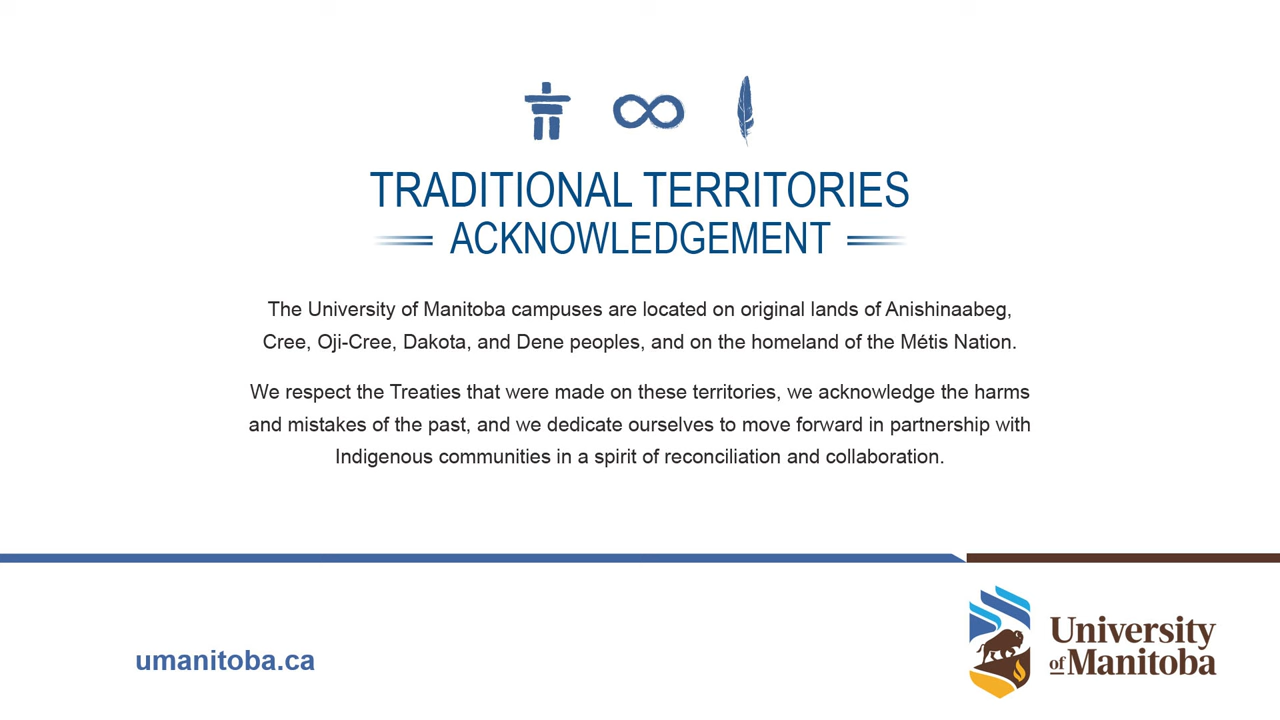 TRADITIONAL TERRITORIES
ACKNOWLEDGEMENT
The University of Manitoba campuses are located on original lands of Anishinaabeg,
Cree, Oji-Cree, Dakota, and Dene peoples, and on the homeland of the Métis Nation.
We respect the Treaties that were made on these territories, we acknowledge the harms
and mistakes of the past, and we dedicate ourselves to move forward in partnership with
Indigenous communities in a spirit of reconciliation and collaboration.
umanitoba.ca
University
of Manitoba